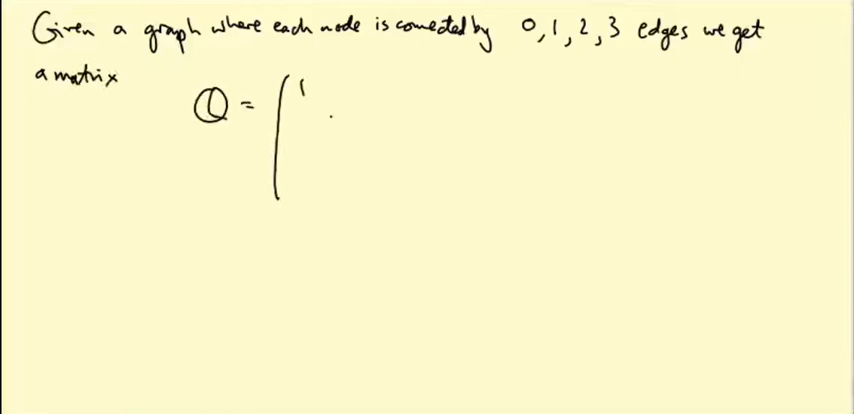 Given a graph where each node is connected by 0, 1, 2, 3 edges we get
a matrix
Q = ( 1 .